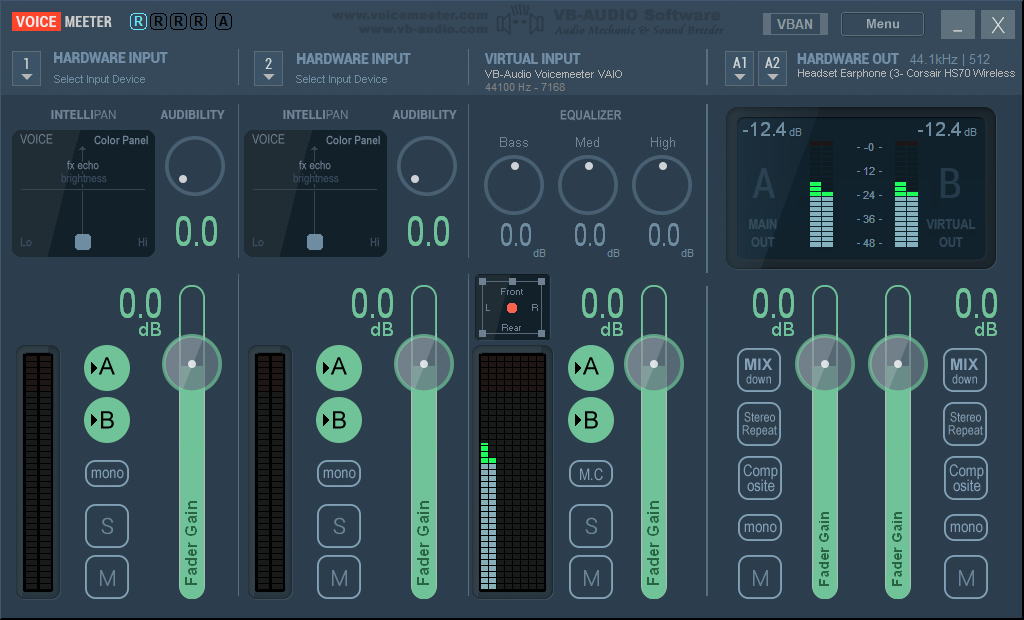 VOICE MEETER R R R R A www.voicemeeter.com VB-AUDIO Software VBAN Menu _ X
www.vb-audio.com Audio Mechanic & Sound Breeder
1 HARDWARE INPUT
Select Input Device
2 HARDWARE INPUT
Select Input Device
VIRTUAL INPUT
VB-Audio Voicemeeter VAIO
44100 Hz - 7168
A1 A2 HARDWARE OUT 44.1kHz | 512
Headset Earphone (3- Corsair HS70 Wireless
INTELLIPAN AUDIBILITY
VOICE Color Panel
fx echo
brightness
Lo Hi
0.0
INTELLIPAN AUDIBILITY
VOICE Color Panel
fx echo
brightness
Lo Hi
0.0
EQUALIZER
Bass Med High
0.0 0.0 0.0
dB dB dB
-12.4 dB -12.4 dB
-0-
-12-
-24-
-36-
-48-
A
MAIN
OUT
B
VIRTUAL
OUT
0.0
dB
A
B
mono
S
M
Fader Gain
0.0
dB
A
B
mono
S
M
Fader Gain
Front
L R
Rear
0.0
dB
A
B
M.C
S
M
Fader Gain
0.0
dB
MIX
down
Stereo
Repeat
Comp
osite
mono
M
Fader Gain
Fader Gain
0.0
dB
MIX
down
Stereo
Repeat
Comp
osite
mono
M